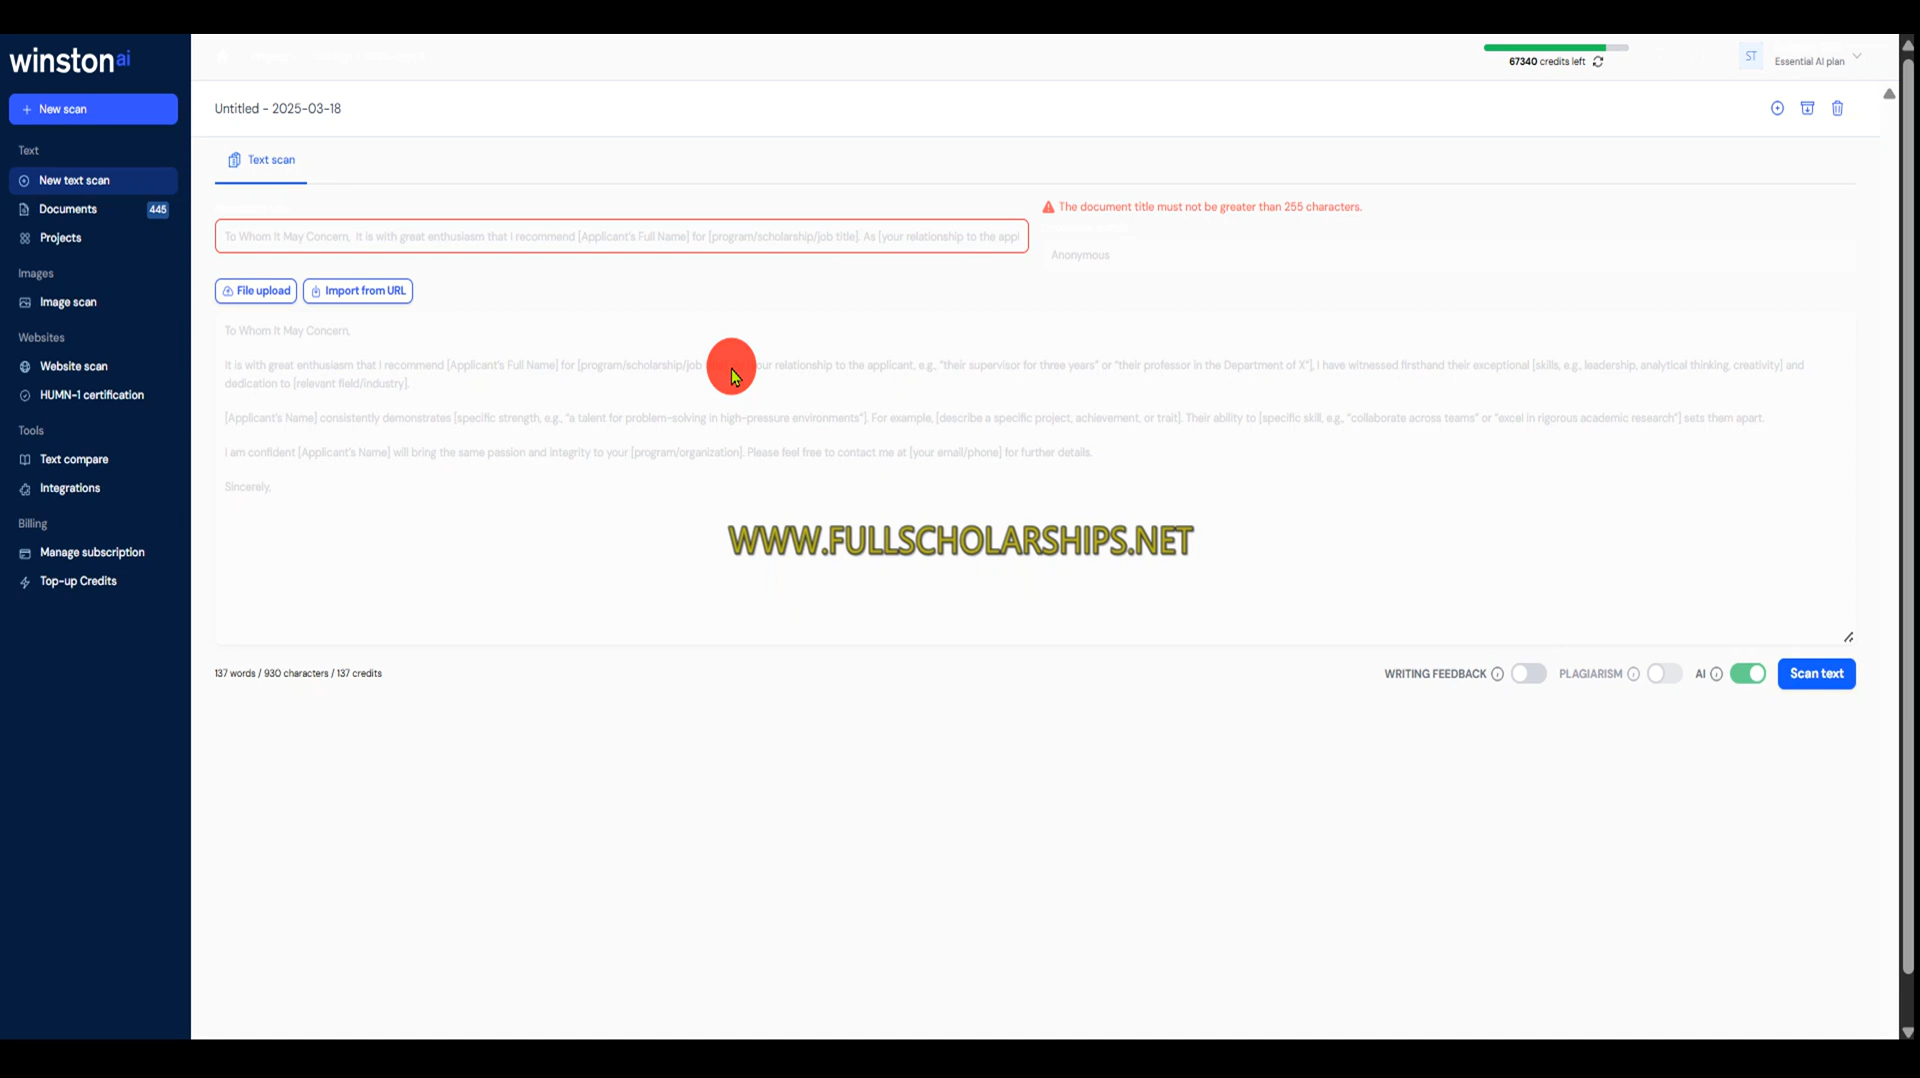 winston ai
67340 credits left
ST
Essential AI plan
New scan
Untitled - 2025-03-18
Text
Text scan
New text scan
Documents 445
The document title must not be greater than 255 characters.
Projects
To Whom It May Concern, It is with great enthusiasm that I recommend [Applicant's Full Name] for [program/scholarship/job title]. As [your relationship to the appl
Anonymous
Images
File upload
Import from URL
Image scan
To Whom It May Concern,
Websites
Website scan
It is with great enthusiasm that I recommend [Applicant's Full Name] for [program/scholarship/job our relationship to the applicant, e.g., "their supervisor for three years" or "their professor in the Department of X"], I have witnessed firsthand their exceptional [skills, e.g., leadership, analytical thinking, creativity] and
dedication to [relevant field/industry].
HUMN-1 certification
[Applicant's Name] consistently demonstrates [specific strength, e.g., "a talent for problem-solving in high-pressure environments"]. For example, [describe a specific project, achievement, or trait]. Their ability to [specific skill, e.g., "collaborate across teams" or "excel in rigorous academic research"] sets them apart.
Tools
Text compare
I am confident [Applicant's Name] will bring the same passion and integrity to your [program/organization]. Please feel free to contact me at [your email/phone] for further details.
Integrations
Sincerely,
Billing
WWW.FULLSCHOLARSHIPS.NET
Manage subscription
Top-up Credits
137 words / 930 characters / 137 credits
WRITING FEEDBACK
PLAGIARISM
AI
Scan text